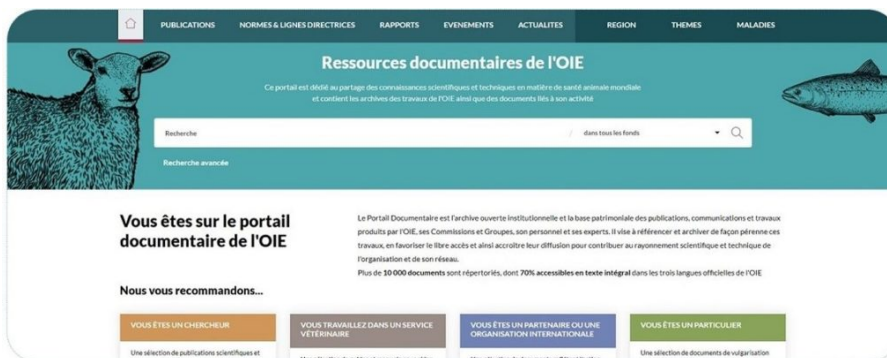 PUBLICATIONS NORMES & LIGNES DIRECTRICES RAPPORTS EVENEMENTS ACTUALITES REGION THEMES MALADIES
Ressources documentaires de l'OIE
Ce portail est dédié au partage des connaissances scientifiques et techniques en matière de santé animale mondiale
et contient les archives des travaux de l'OIE ainsi que des documents liés à son activité
Recherche / dans tous les fonds
Recherche avancée
Vous êtes sur le portail
documentaire de l'OIE
Le Portail Documentaire est l'archive ouverte institutionnelle et la base patrimoniale des publications, communications et travaux
produits par l'OIE, ses Commissions et Groupes, son personnel et ses experts. Il vise à référencer et archiver de façon pérenne ces
travaux, en favoriser le libre accès et ainsi accroitre leur diffusion pour contribuer au rayonnement scientifique et technique de
l'organisation et de son réseau.
Plus de 10 000 documents sont répertoriés, dont 70% accessibles en texte intégral dans les trois langues officielles de l'OIE
Nous vous recommandons...
VOUS ÊTES UN CHERCHEUR
Une sélection de publications scientifiques et
VOUS TRAVAILLEZ DANS UN SERVICE
VÉTÉRINAIRE
VOUS ÊTES UN PARTENAIRE OU UNE
ORGANISATION INTERNATIONALE
VOUS ÊTES UN PARTICULIER
Une sélection de documents de vulgarisation